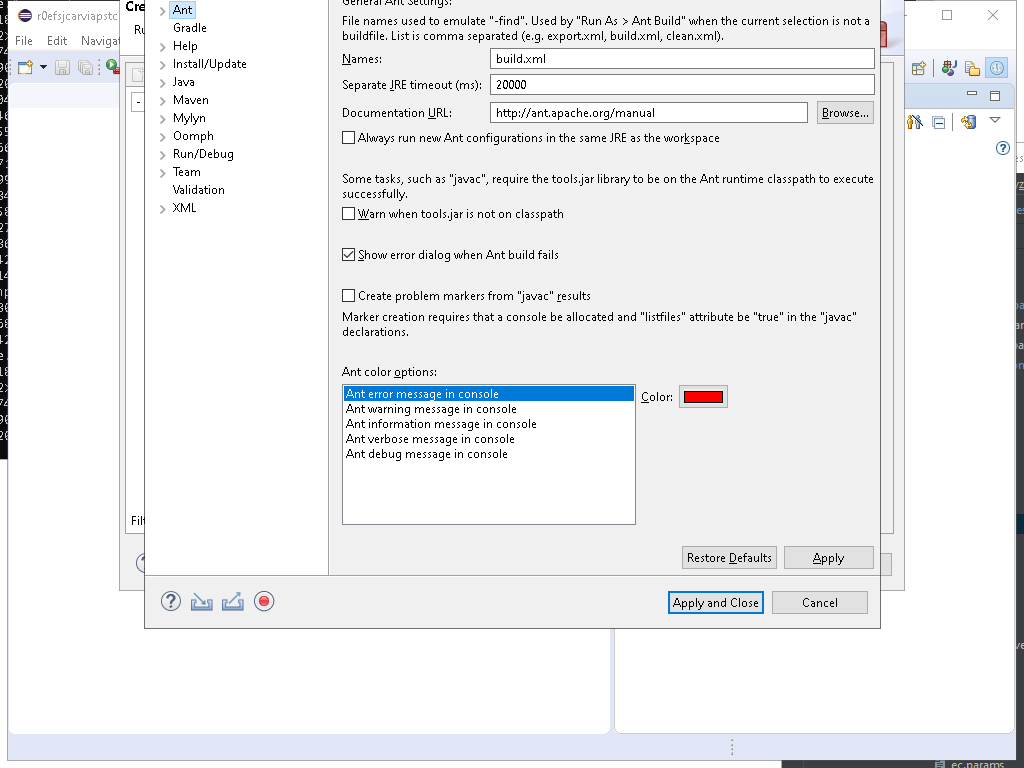 r0efsjcarviapstc
Cre
Ant
General Ant Settings:
File Edit Navigat
Ru
Gradle
Help
Install/Update
Java
Maven
Mylyn
Oomph
Run/Debug
Team
Validation
XML
File names used to emulate "-find". Used by "Run As > Ant Build" when the current selection is not a
buildfile. List is comma separated (e.g. export.xml, build.xml, clean.xml).
Names: build.xml
Separate JRE timeout (ms): 20000
Documentation URL: http://ant.apache.org/manual Browse...
Always run new Ant configurations in the same JRE as the workspace
Some tasks, such as "javac", require the tools.jar library to be on the Ant runtime classpath to execute
successfully.
Warn when tools.jar is not on classpath
Show error dialog when Ant build fails
Create problem markers from "javac" results
Marker creation requires that a console be allocated and "listfiles" attribute be "true" in the "javac"
declarations.
Ant color options:
Ant error message in console
Ant warning message in console
Ant information message in console
Ant verbose message in console
Ant debug message in console
Color:
Filt
Restore Defaults Apply
Apply and Close Cancel
ec.params